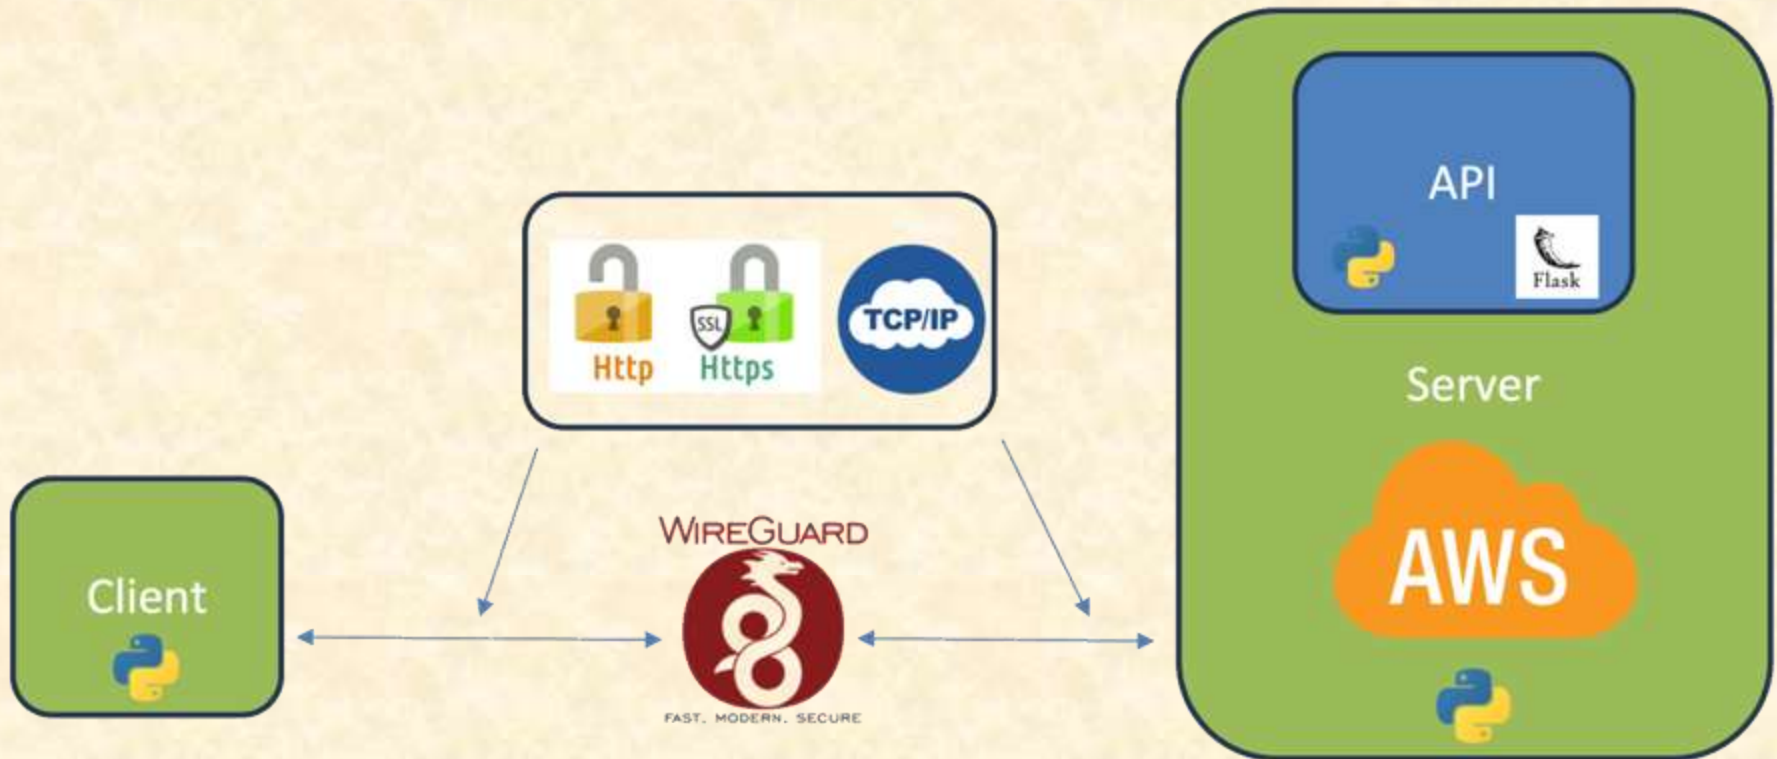 API
Flask
SSL
Http
Https
TCP/IP
Server
WIREGUARD
AWS
Client
FAST. MODERN. SECURE